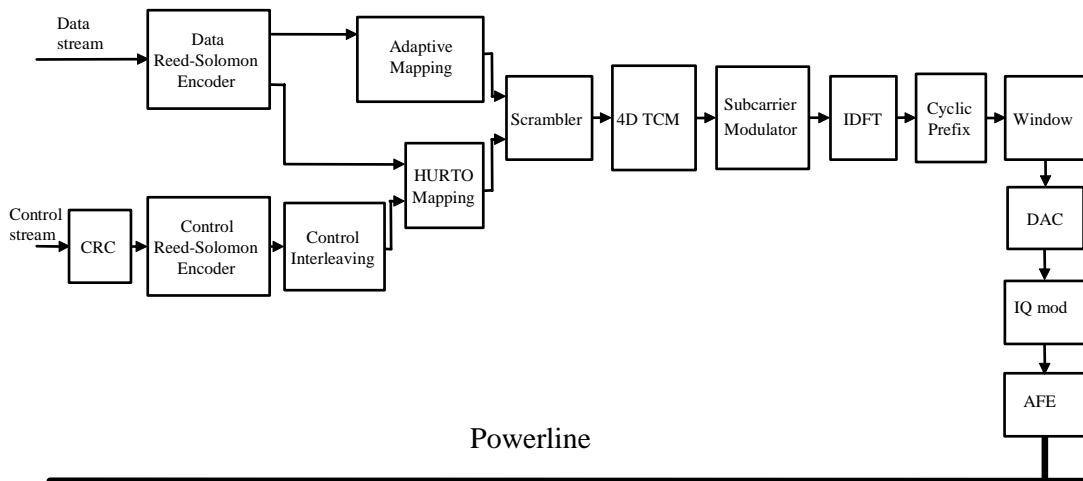 Data
stream
Data
Reed-Solomon
Encoder
Adaptive
Mapping
Scrambler
4D TCM
Subcarrier
Modulator
IDFT
Cyclic
Prefix
Window
HURTO
Mapping
Control
stream
CRC
Control
Reed-Solomon
Encoder
Control
Interleaving
DAC
IQ mod
AFE
Powerline